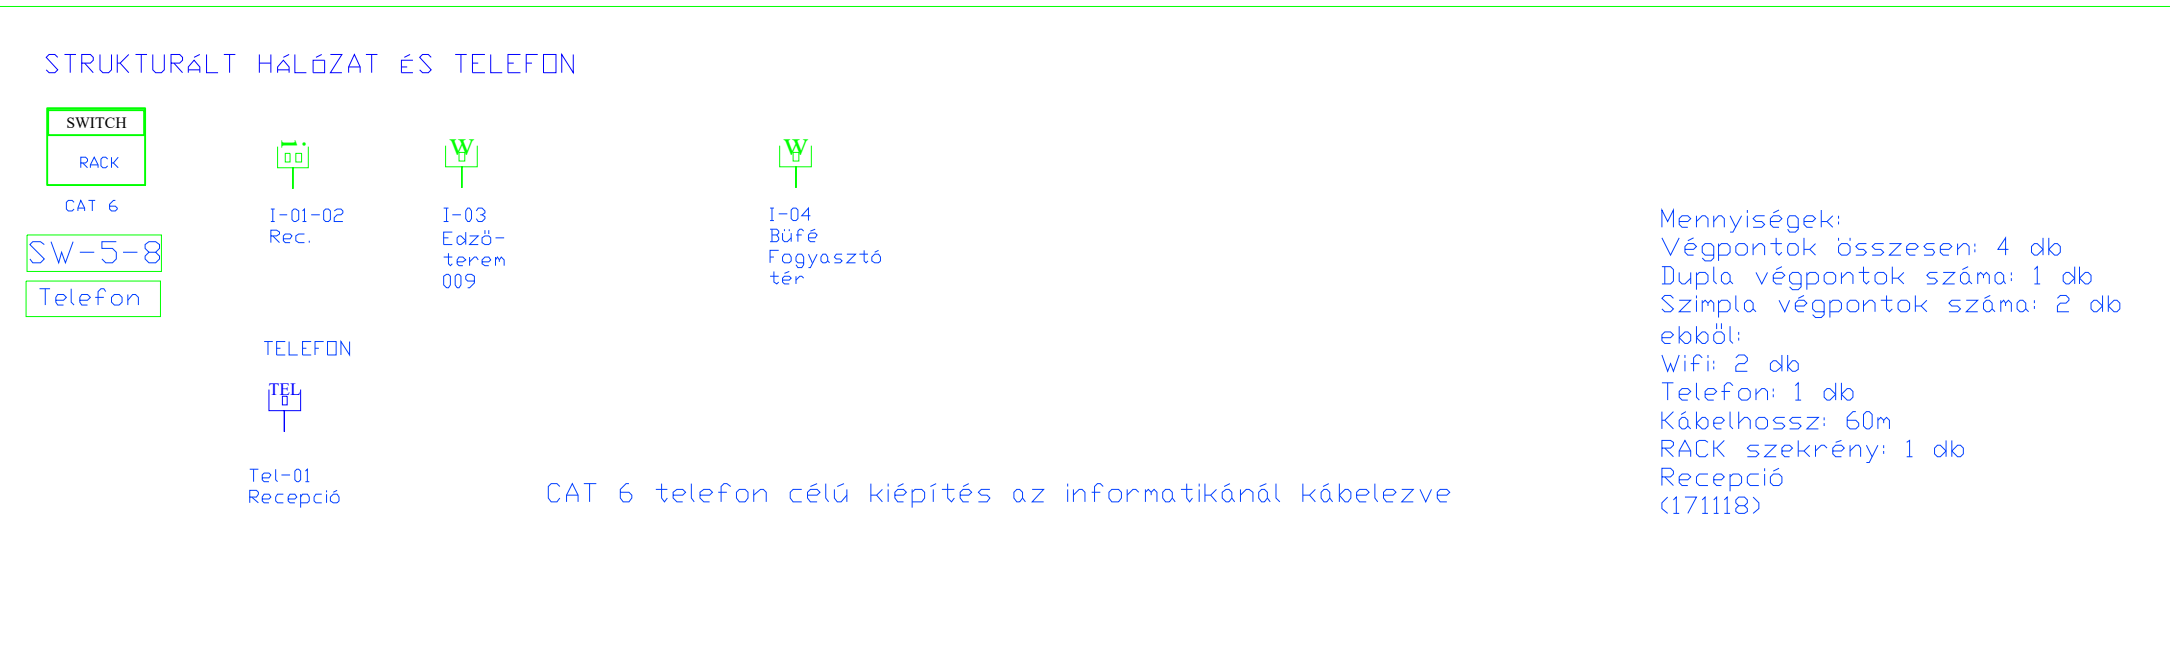 STRUKTURÁLT HÁLÓZAT ÉS TELEFON
SWITCH
RACK
CAT 6
SW-5-8
Telefon
I.
I-01-02
Rec.
W
I-03
Edző-
terem
009
W
I-04
Büfé
Fogyasztó
tér
TELEFON
TEL
Tel-01
Recepció
CAT 6 telefon célú kiépítés az informatikánál kábelezve
Mennyiségek:
Végpontok összesen: 4 db
Dupla végpontok száma: 1 db
Szimpla végpontok száma: 2 db
ebből:
Wifi: 2 db
Telefon: 1 db
Kábelhossz: 60m
RACK szekrény: 1 db
Recepció
(171118)